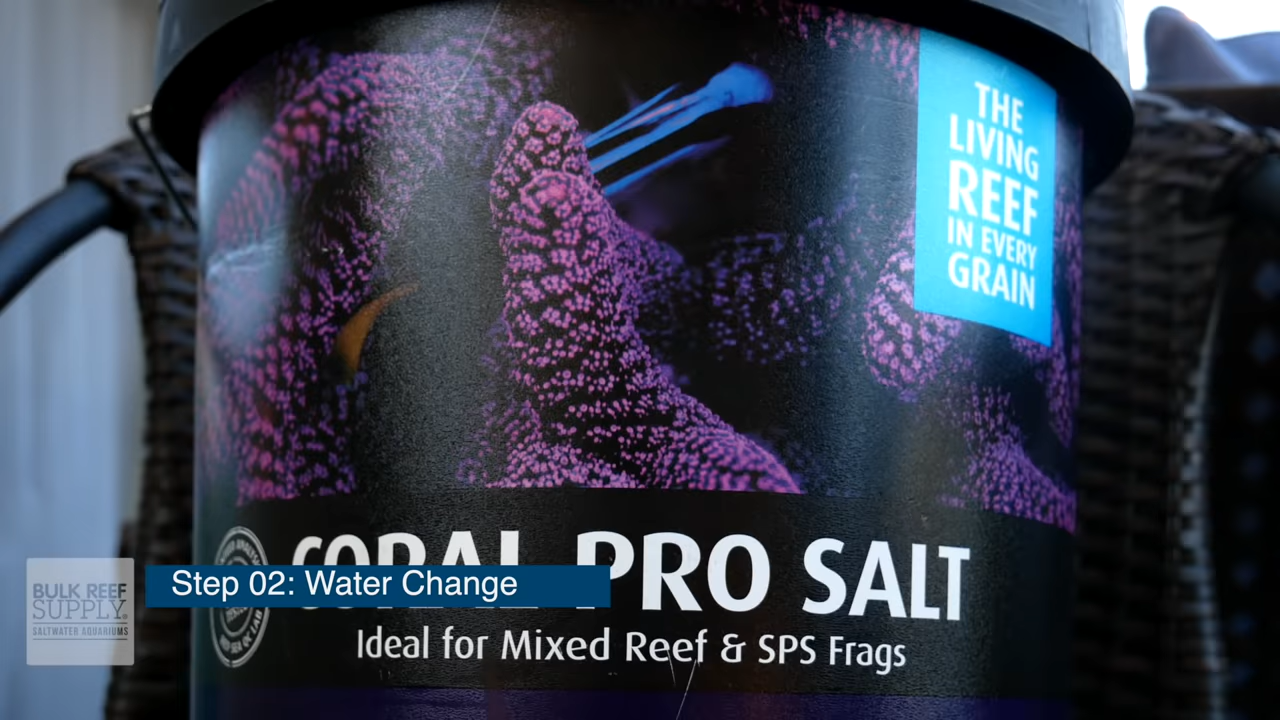 THE
LIVING
REEF
IN EVERY
GRAIN
CORAL PRO SALT
Step 02: Water Change
Ideal for Mixed Reef & SPS Frags
BULK REEF
SUPPLY.
SALTWATER AQUARIUMS